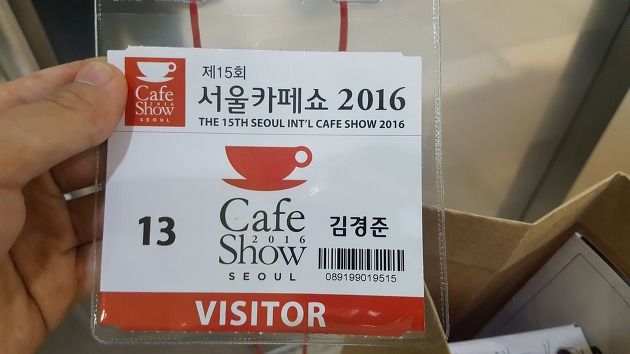 Cafe
2016
Show
SEOUL
제15회
서울카페쇼 2016
THE 15TH SEOUL INT'L CAFE SHOW 2016
13
Cafe
2016
Show
SEOUL
김경준
089199019515
VISITOR